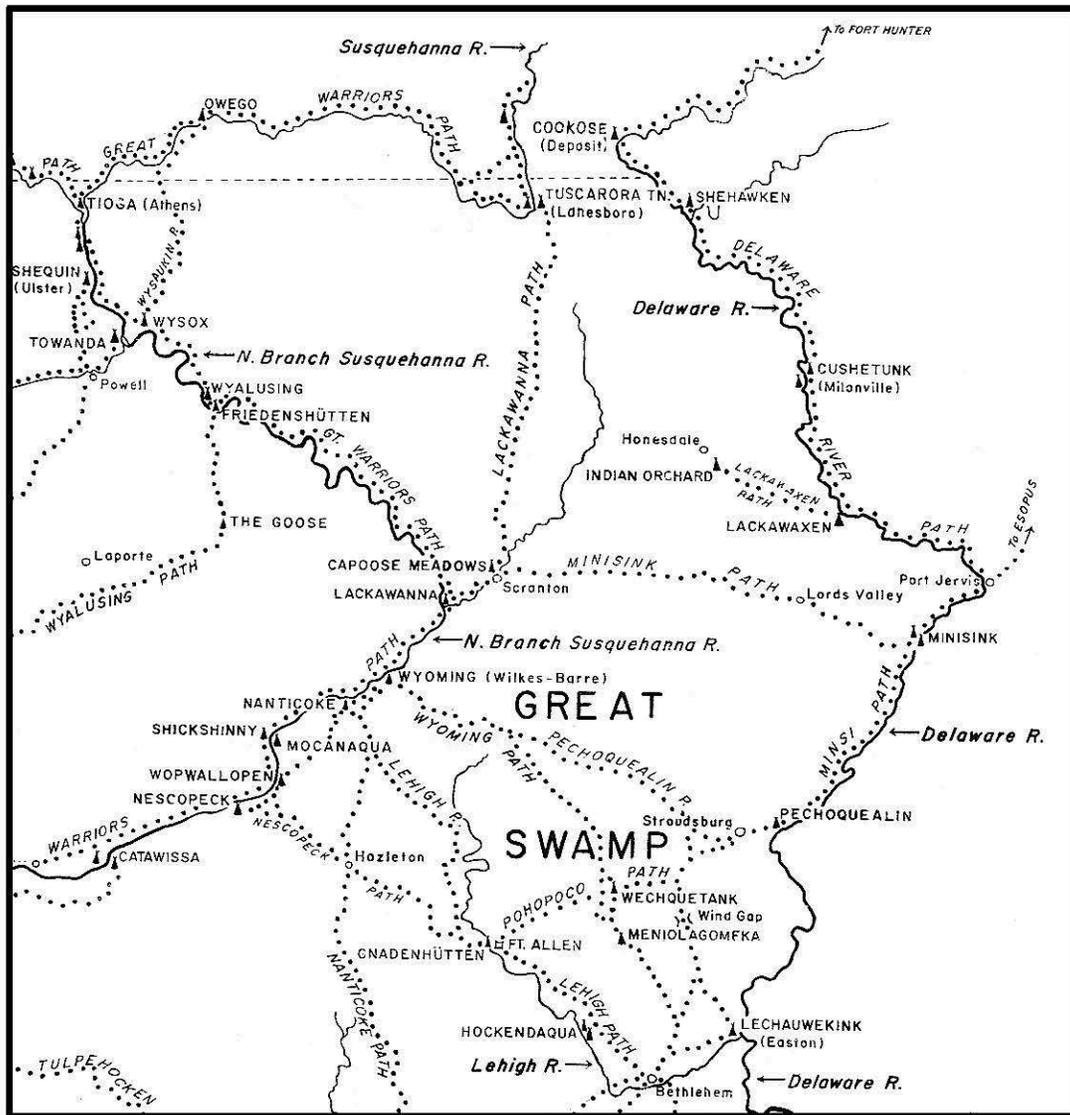 To FORT HUNTER
Susquehanna R.
OWEGO
WARRIORS
PATH
GREAT
PATH
COOKOSE
(Deposit)
TIOGA (Athens)
TUSCARORA TN.
(Lanesboro)
SHEHAWKEN
SHEQUIN
(Ulster)
WYSAUKIN P.
DELAWARE
Delaware R.
PATH
WYSOX
TOWANDA
N. Branch Susquehanna R.
Powell
WYALUSING
FRIEDENSHÜTTEN
CUSHETUNK
(Milanville)
GT. WARRIORS PATH
LACKAWANNA
Honesdale
INDIAN ORCHARD
LACKAWAXEN
PATH
RIVER
LACKAWAXEN
PATH
To ESOPUS
THE GOOSE
Laporte
WYALUSING PATH
CAPOOSE MEADOWS
Scranton
MINISINK PATH
Port Jervis
Lords Valley
LACKAWANNA
N. Branch Susquehanna R.
MINISINK
PATH
WYOMING (Wilkes-Barre)
GREAT
NANTICOKE
SHICKSHINNY
MOCANAQUA
WYOMING PATH
PECHOQUEALIN P.
MINSI PATH
Delaware R.
WOPWALLOPEN
NESCOPECK
LEHIGH P.
Stroudsburg
PECHOQUEALIN
WARRIORS
CATAWISSA
NESCOPECK PATH
Hazleton
SWAMP
PATH
WECHQUETANK
POHOPOCO
Wind Gap
MENIOLAGOMEKA
GNADENHÜTTEN
FT. ALLEN
NANTICOKE PATH
LEHIGH PATH
HOCKENDAQUA
LECHAUWEKINK
(Easton)
Lehigh R.
TULPEHOCKEN
Bethlehem
Delaware R.